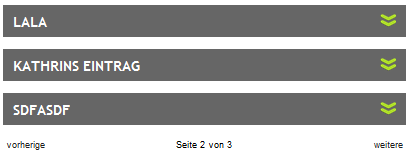 LALA
KATHRINS EINTRAG
SDFASDF
vorherige Seite 2 von 3 weitere